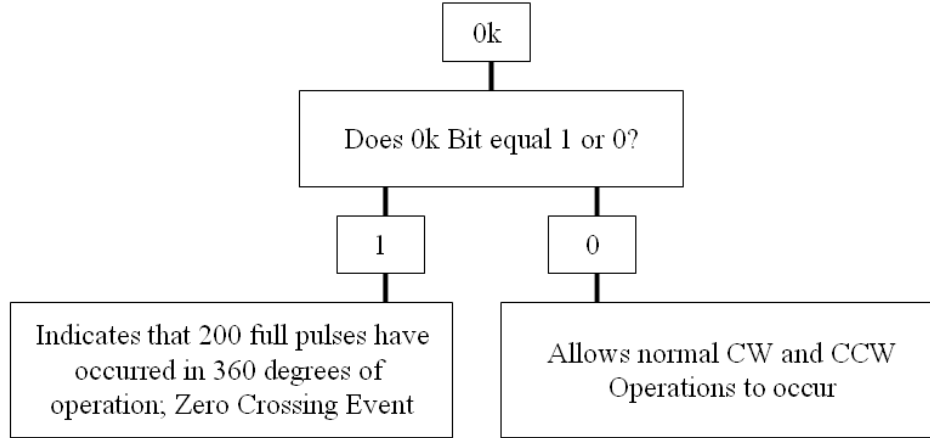 0k
Does 0k Bit equal 1 or 0?
1
0
Indicates that 200 full pulses have
occurred in 360 degrees of
operation; Zero Crossing Event
Allows normal CW and CCW
Operations to occur